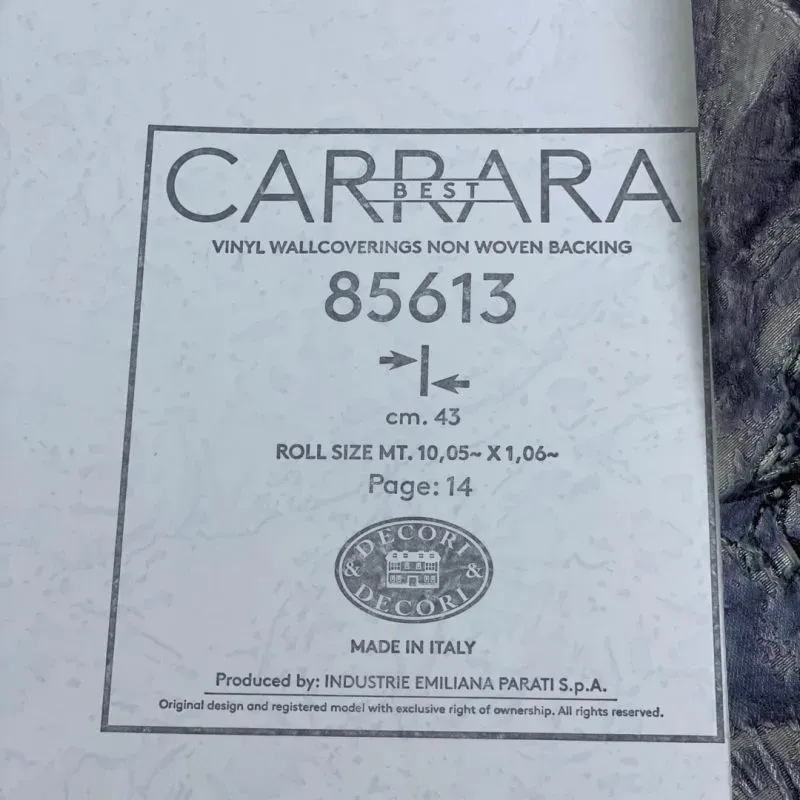 CARRARA
BEST
VINYL WALLCOVERINGS NON WOVEN BACKING
85613
cm. 43
ROLL SIZE MT. 10,05~ X 1,06~
Page: 14
DECORI
& &
DECORI
MADE IN ITALY
Produced by: INDUSTRIE EMILIANA PARATI S.p.A.
Original design and registered model with exclusive right of ownership. All rights reserved.